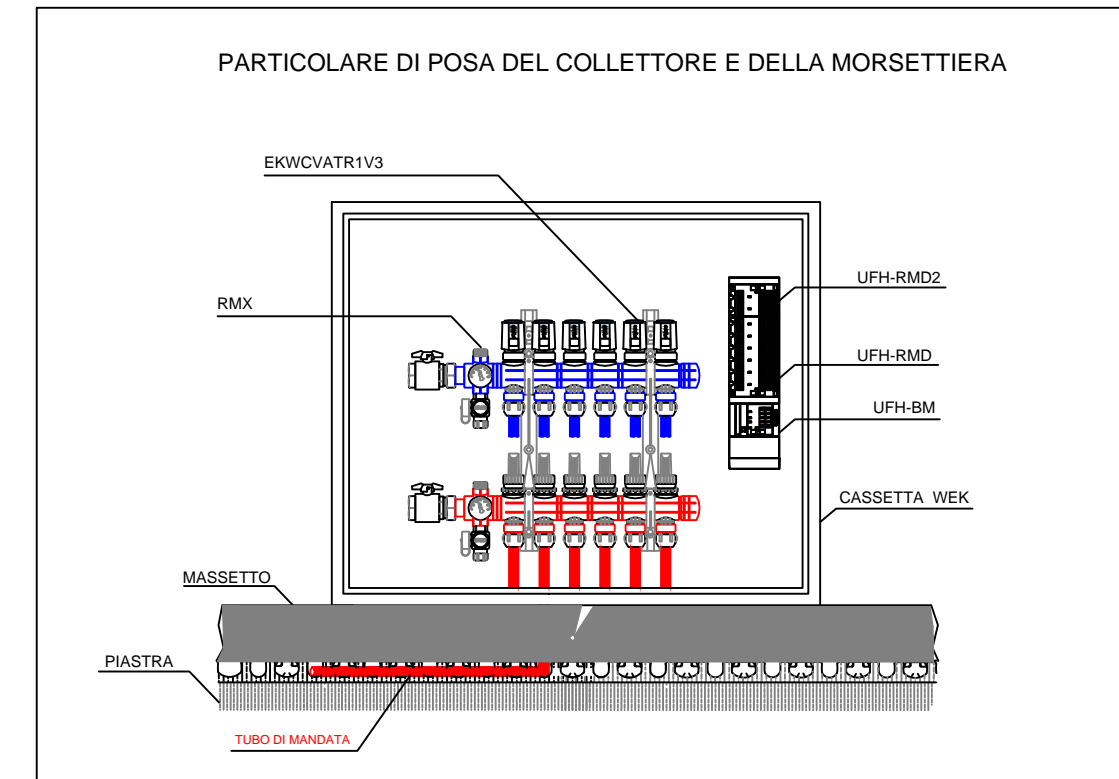 PARTICOLARE DI POSA DEL COLLETTORE E DELLA MORSETTIERA
EKWCVATR1V3
UFH-RMD2
RMX
UFH-RMD
UFH-BM
CASSETTA WEK
MASSETTO
PIASTRA
TUBO DI MANDATA